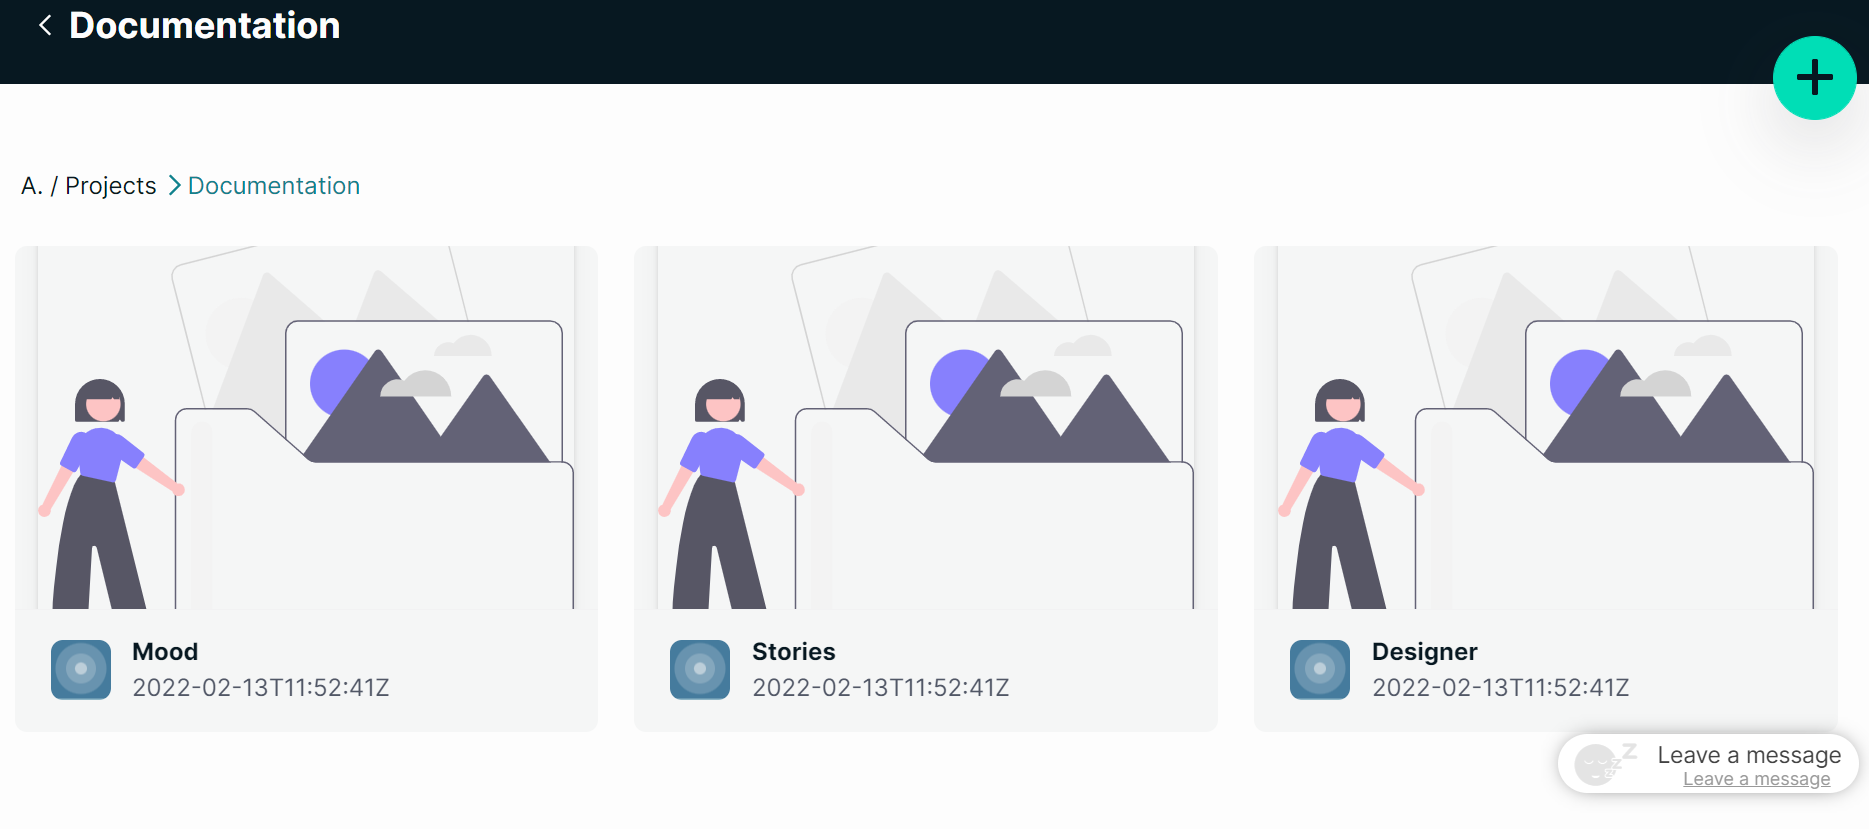 Documentation
A. / Projects > Documentation
Mood
2022-02-13T11:52:41Z
Stories
2022-02-13T11:52:41Z
Designer
2022-02-13T11:52:41Z
z z z
Leave a message
Leave a message